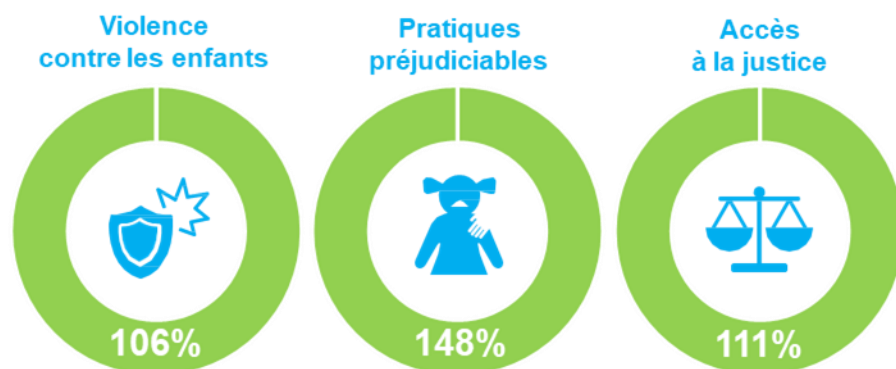 Violence
contre les enfants
Pratiques
préjudiciables
Accès
à la justice
106%
148%
111%